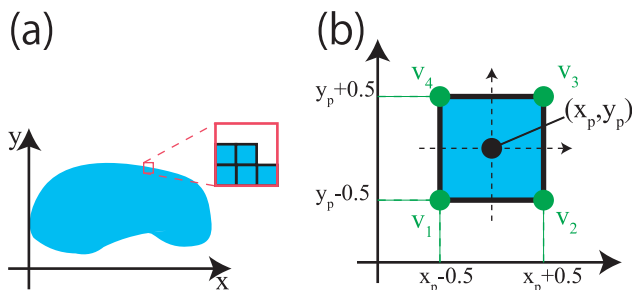 (a)
y
x
(b)
v₄
v₃
yₚ+0.5
(xₚ,yₚ)
yₚ-0.5
v₁
v₂
xₚ-0.5
xₚ+0.5